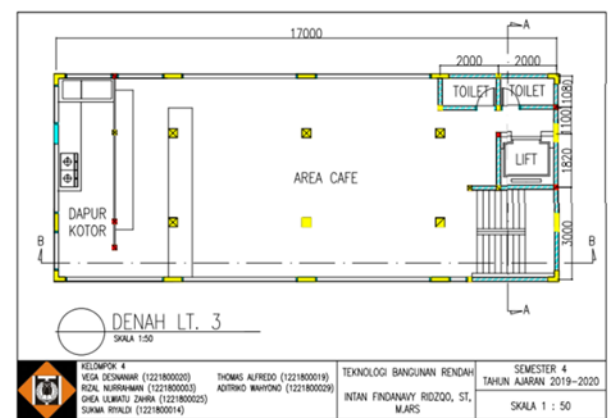 A
17000
2000
2000
TOILET
TOILET
1080
1100
LIFT
1820
AREA CAFE
DAPUR
KOTOR
3000
B
B
A
DENAH LT. 3
SKALA 1:50
KELOMPOK 4
VEGA DESNANIAR (1221800020)
RIZAL NURRAHMAN (1221800003)
GHEA ULWIATU ZAHRA (1221800025)
SUKMA RIYALDI (1221800014)
THOMAS ALFREDO (1221800019)
ADITRIKO WAHYONO (1221800029)
TEKNOLOGI BANGUNAN RENDAH
INTAN FINDANAVY RIDZQO, ST,
M.ARS
SEMESTER 4
TAHUN AJARAN 2019-2020
SKALA 1 : 50